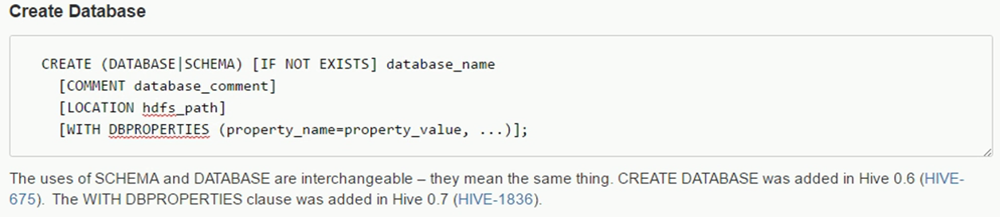 Create Database
CREATE (DATABASE|SCHEMA) [IF NOT EXISTS] database_name
[COMMENT database_comment]
[LOCATION hdfs_path]
[WITH DBPROPERTIES (property_name=property_value, ...)];
The uses of SCHEMA and DATABASE are interchangeable – they mean the same thing. CREATE DATABASE was added in Hive 0.6 (HIVE-
675).  The WITH DBPROPERTIES clause was added in Hive 0.7 (HIVE-1836).